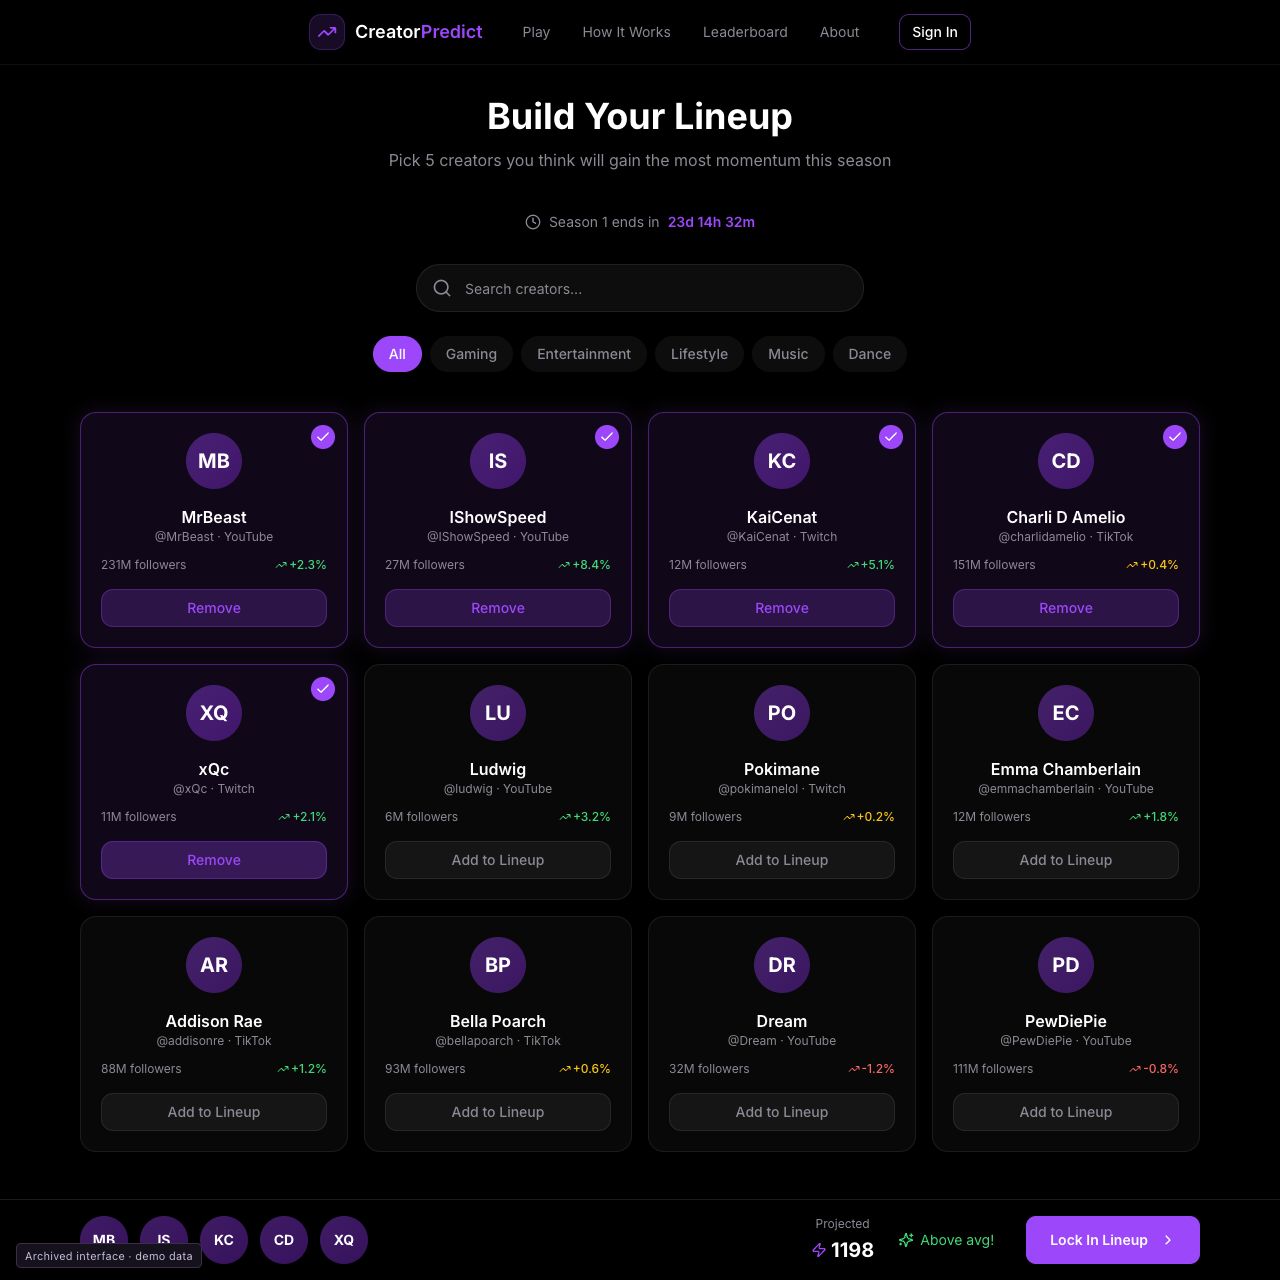 CreatorPredict Play How It Works Leaderboard About Sign In
Build Your Lineup
Pick 5 creators you think will gain the most momentum this season
Season 1 ends in 23d 14h 32m
Search creators...
All Gaming Entertainment Lifestyle Music Dance
MB IS KC CD
MrBeast IShowSpeed KaiCenat Charli D Amelio
@MrBeast · YouTube @IShowSpeed · YouTube @KaiCenat · Twitch @charlidamelio · TikTok
231M followers +2.3% 27M followers +8.4% 12M followers +5.1% 151M followers +0.4%
Remove Remove Remove Remove
XQ LU PO EC
xQc Ludwig Pokimane Emma Chamberlain
@xQc · Twitch @ludwig · YouTube @pokimanelol · Twitch @emmachamberlain · YouTube
11M followers +2.1% 6M followers +3.2% 9M followers +0.2% 12M followers +1.8%
Remove Add to Lineup Add to Lineup Add to Lineup
AR BP DR PD
Addison Rae Bella Poarch Dream PewDiePie
@addisonre · TikTok @bellapoarch · TikTok @Dream · YouTube @PewDiePie · YouTube
88M followers +1.2% 93M followers +0.6% 32M followers -1.2% 111M followers -0.8%
Add to Lineup Add to Lineup Add to Lineup Add to Lineup
Projected
MB IS KC CD XQ 1198 Above avg! Lock In Lineup
Archived interface · demo data